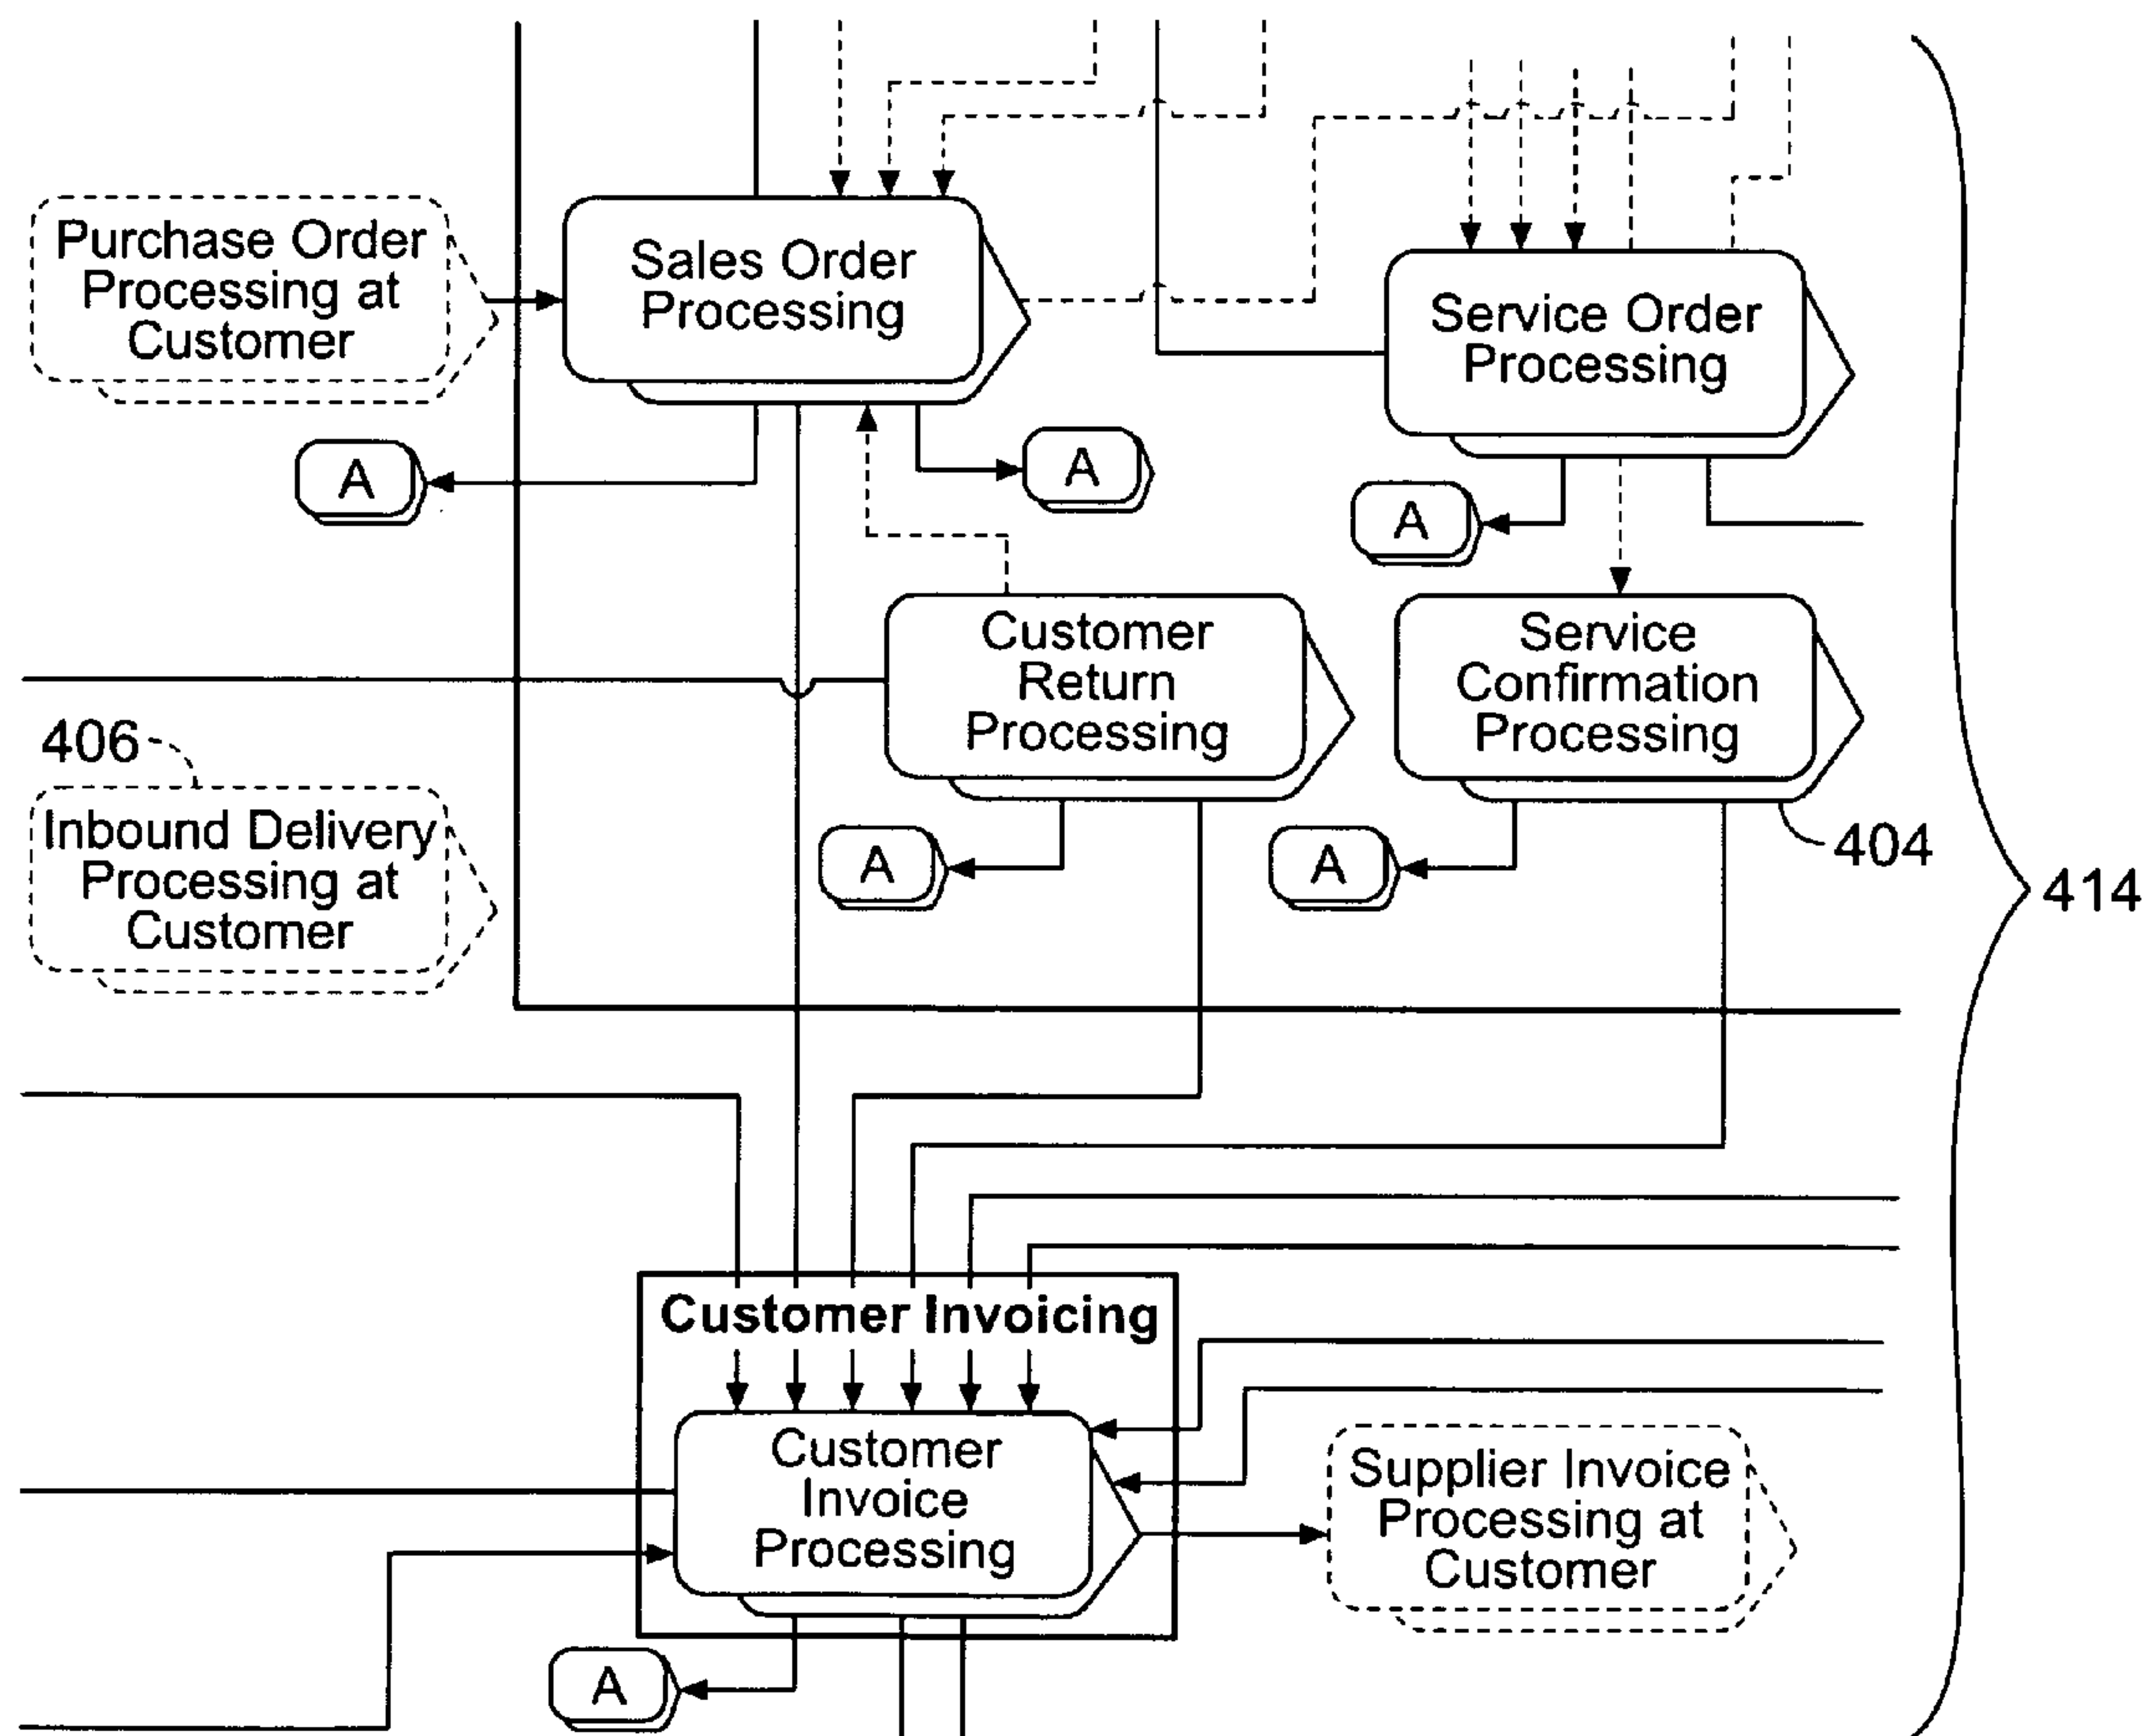 Purchase Order
Processing at
Customer
Sales Order
Processing
Service Order
Processing
A
A
A
Customer
Return
Processing
Service
Confirmation
Processing
406
Inbound Delivery
Processing at
Customer
A
A
404
414
Customer Invoicing
Customer
Invoice
Processing
Supplier Invoice
Processing at
Customer
A